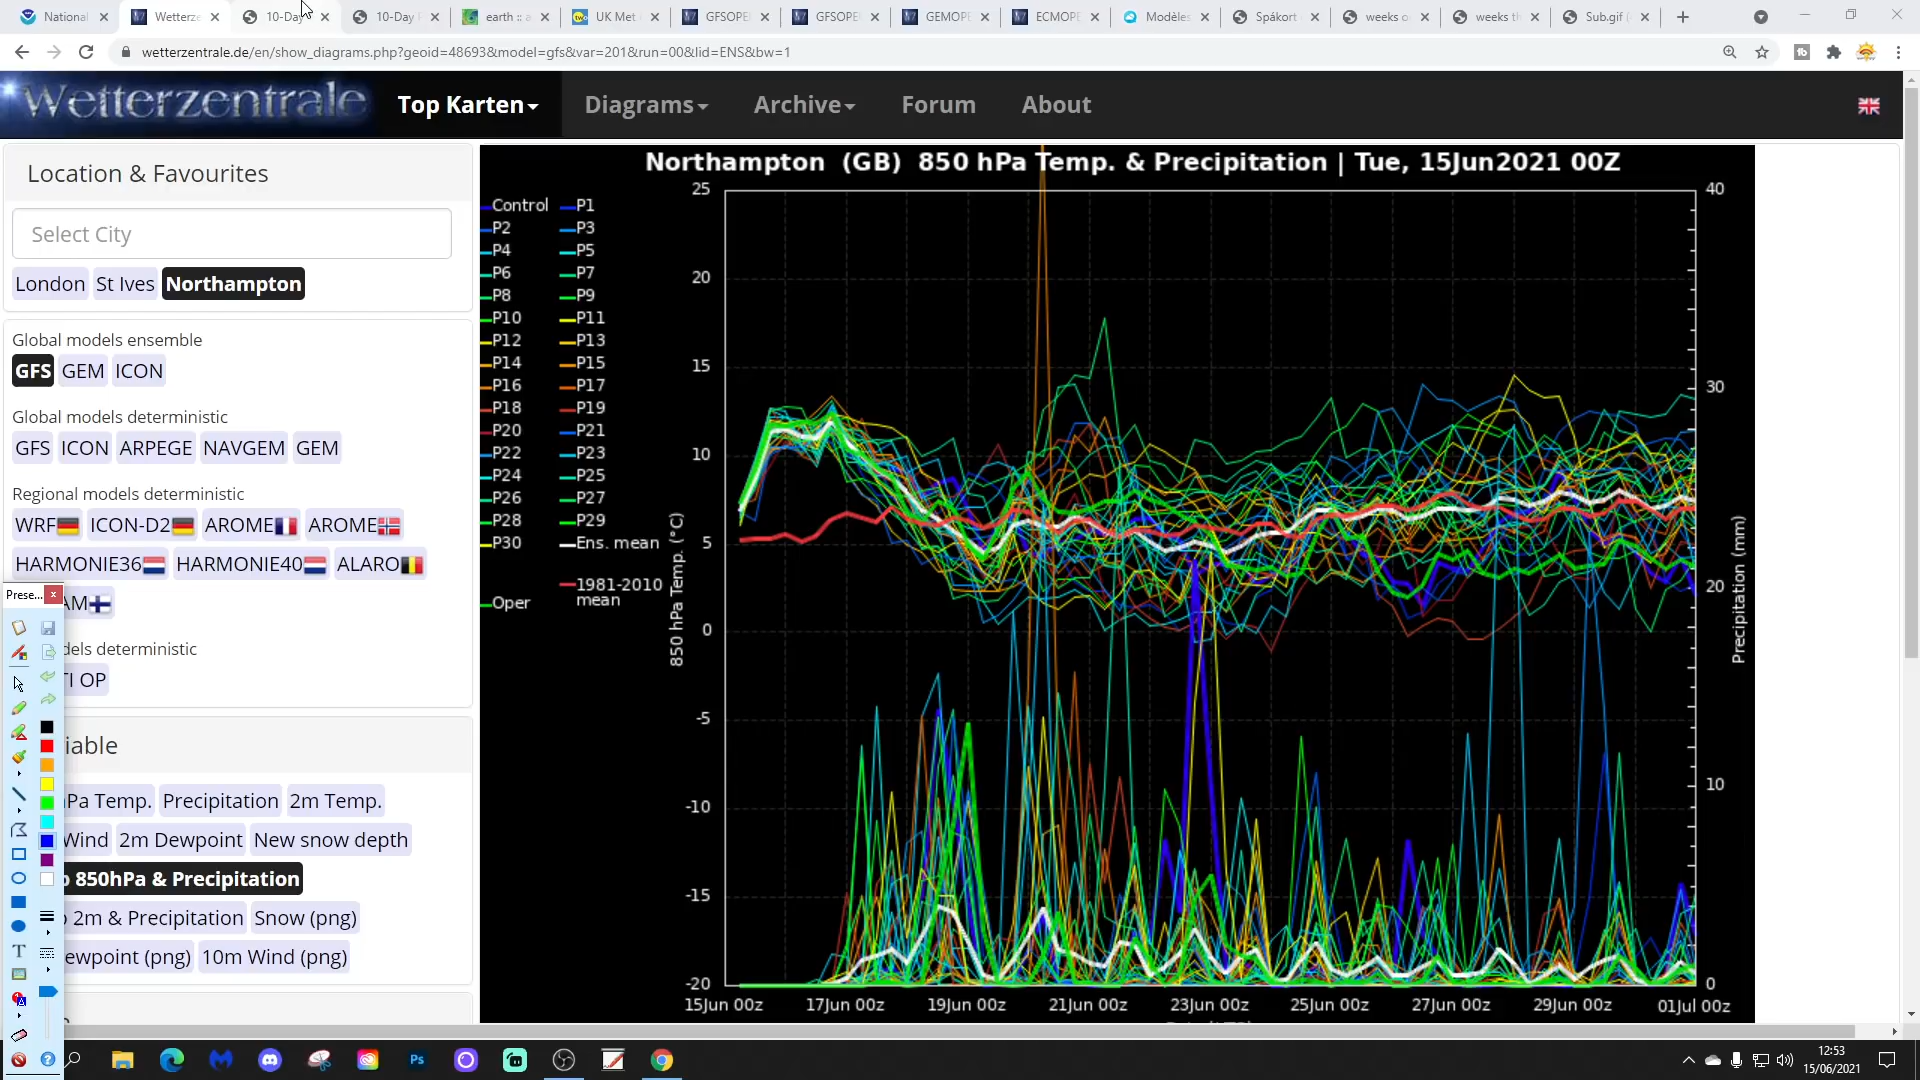 National
Wetterze
10-Day
10-Day F
earth :: a
UK Met
GFSOPE
GFSOPE
GEMOP
ECMOP
Modèles
Spákort
weeks o
weeks th
Sub.gif (
wetterzentrale.de/en/show_diagrams.php?geoid=48693&model=gfs&var=201&run=00&lid=ENS&bw=1
Wetterzentrale
Top Karten
Diagrams
Archive
Forum
About
Location & Favourites
Select City
London St Ives Northampton
Global models ensemble
GFS GEM ICON
Global models deterministic
GFS ICON ARPEGE NAVGEM GEM
Regional models deterministic
WRF ICON-D2 AROME AROME
HARMONIE36 HARMONIE40 ALARO
Prese...
AM
dels deterministic
TI OP
iable
Pa Temp. Precipitation 2m Temp.
Wind 2m Dewpoint New snow depth
850hPa & Precipitation
2m & Precipitation Snow (png)
ewpoint (png) 10m Wind (png)
Northampton (GB) 850 hPa Temp. & Precipitation | Tue, 15Jun2021 00Z
Control P1
P2 P3
P4 P5
P6 P7
P8 P9
P10 P11
P12 P13
P14 P15
P16 P17
P18 P19
P20 P21
P22 P23
P24 P25
P26 P27
P28 P29
P30 Ens. mean
1981-2010
mean
Oper
850 hPa Temp. (°C)
25
20
15
10
5
0
-5
-10
-15
-20
40
30
20
10
0
Precipitation (mm)
15Jun 00z 17Jun 00z 19Jun 00z 21Jun 00z 23Jun 00z 25Jun 00z 27Jun 00z 29Jun 00z 01Jul 00z
T
Ps
12:53
15/06/2021